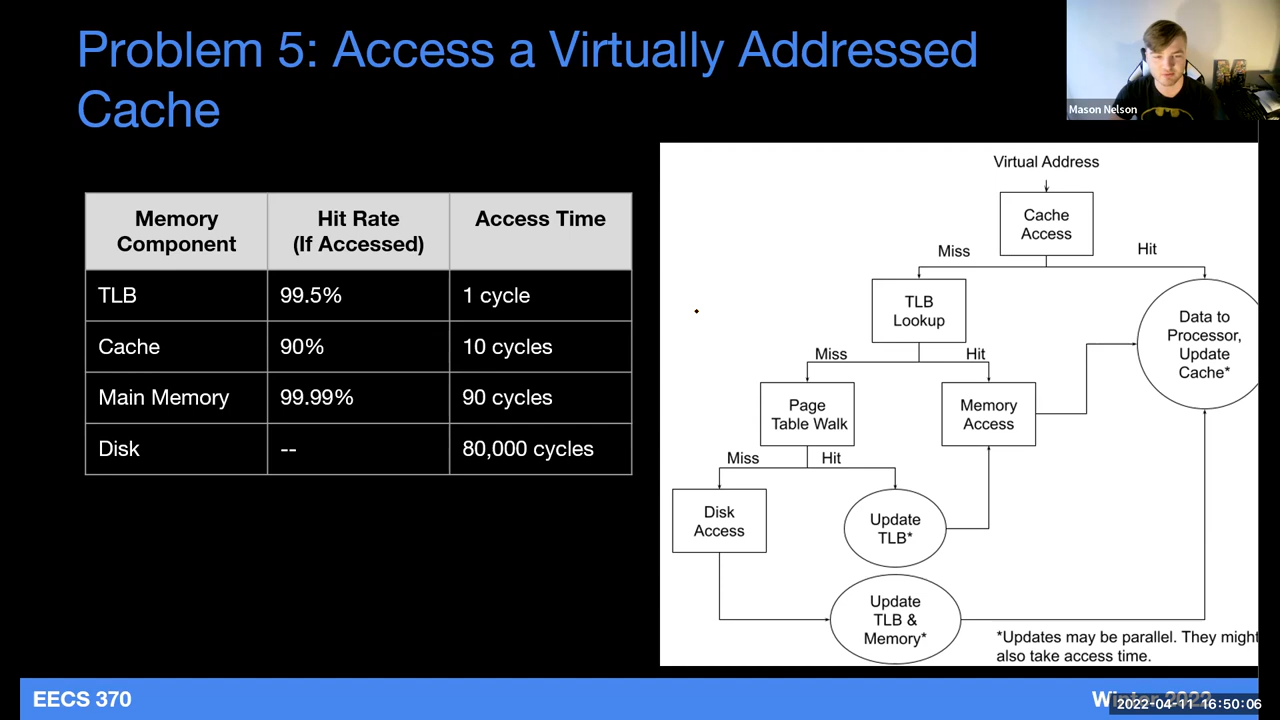 Problem 5: Access a Virtually Addressed
Cache
Mason Nelson
Memory
Component
Hit Rate
(If Accessed)
Access Time
TLB
99.5%
1 cycle
Cache
90%
10 cycles
Main Memory
99.99%
90 cycles
Disk
--
80,000 cycles
Virtual Address
Cache
Access
Miss
Hit
TLB
Lookup
Data to
Processor,
Update
Cache*
Miss
Hit
Page
Table Walk
Memory
Access
Miss
Hit
Disk
Access
Update
TLB*
Update
TLB &
Memory*
*Updates may be parallel. They might
also take access time.
EECS 370
Winter 2022
2022-04-11 16:50:06